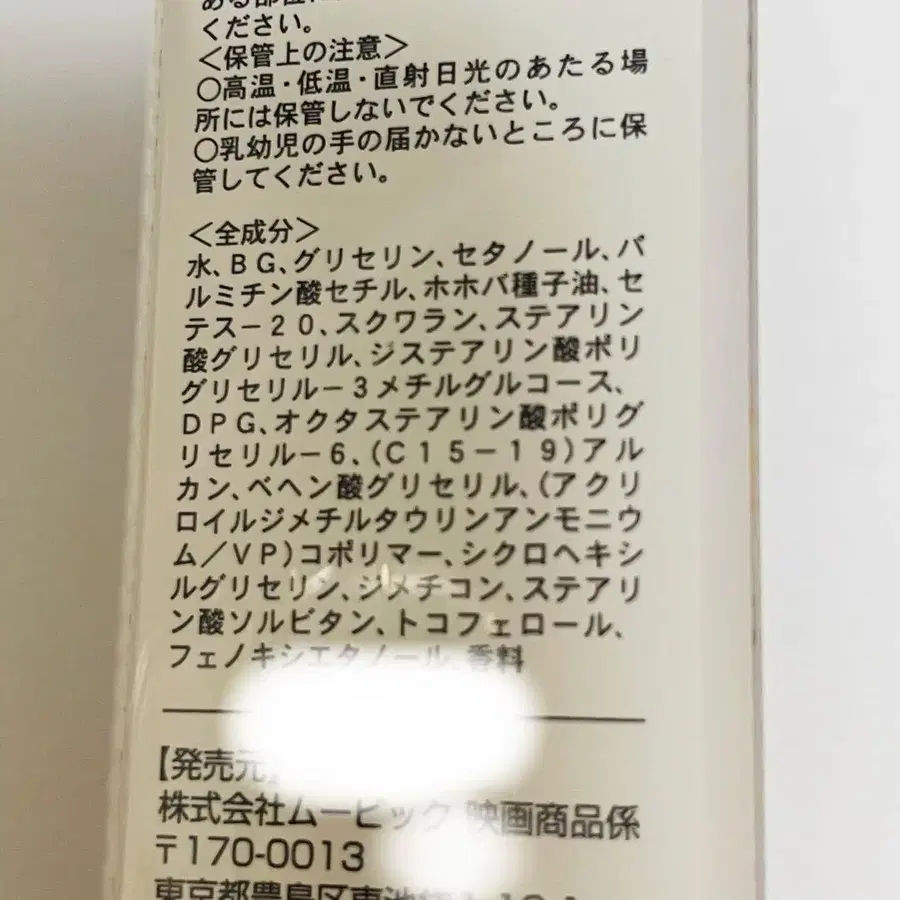 ください。
＜保管上の注意＞
○高温・低温・直射日光のあたる場
所には保管しないでください。
○乳幼児の手の届かないところに保
管してください。
＜全成分＞
水、BG、グリセリン、セタノール、パ
ルミチン酸セチル、ホホバ種子油、セ
テス－20、スクワラン、ステアリン
酸グリセリル、ジステアリン酸ポリ
グリセリル－3メチルグルコース、
DPG、オクタステアリン酸ポリグ
リセリル－6、(C15－19)アル
カン、ベヘン酸グリセリル、(アクリ
ロイルジメチルタウリンアンモニウ
ム／VP)コポリマー、シクロヘキシ
ルグリセリン、ジメチコン、ステアリ
ン酸ソルビタン、トコフェロール、
フェノキシエタノール、香料
【発売元】
株式会社ムービック 映画商品係
〒170-0013
東京都豊島区東池袋